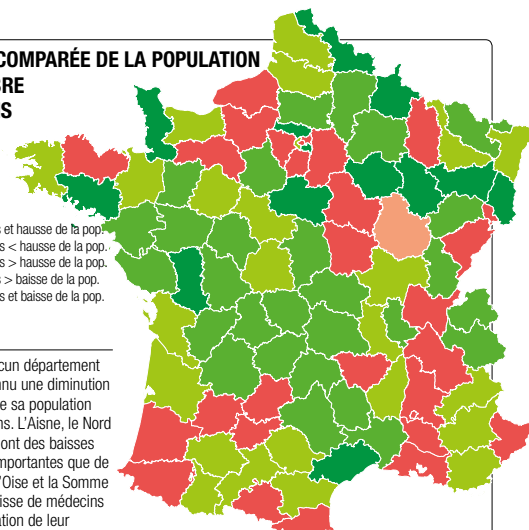 COMPARÉE DE LA POPULATION
BRE
S
s et hausse de la pop.
s < hausse de la pop.
s > hausse de la pop.
s > baisse de la pop.
s et baisse de la pop.
cun département
nu une diminution
e sa population
ns. L'Aisne, le Nord
ont des baisses
mportantes que de
'Oise et la Somme
isse de médecins
ation de leur